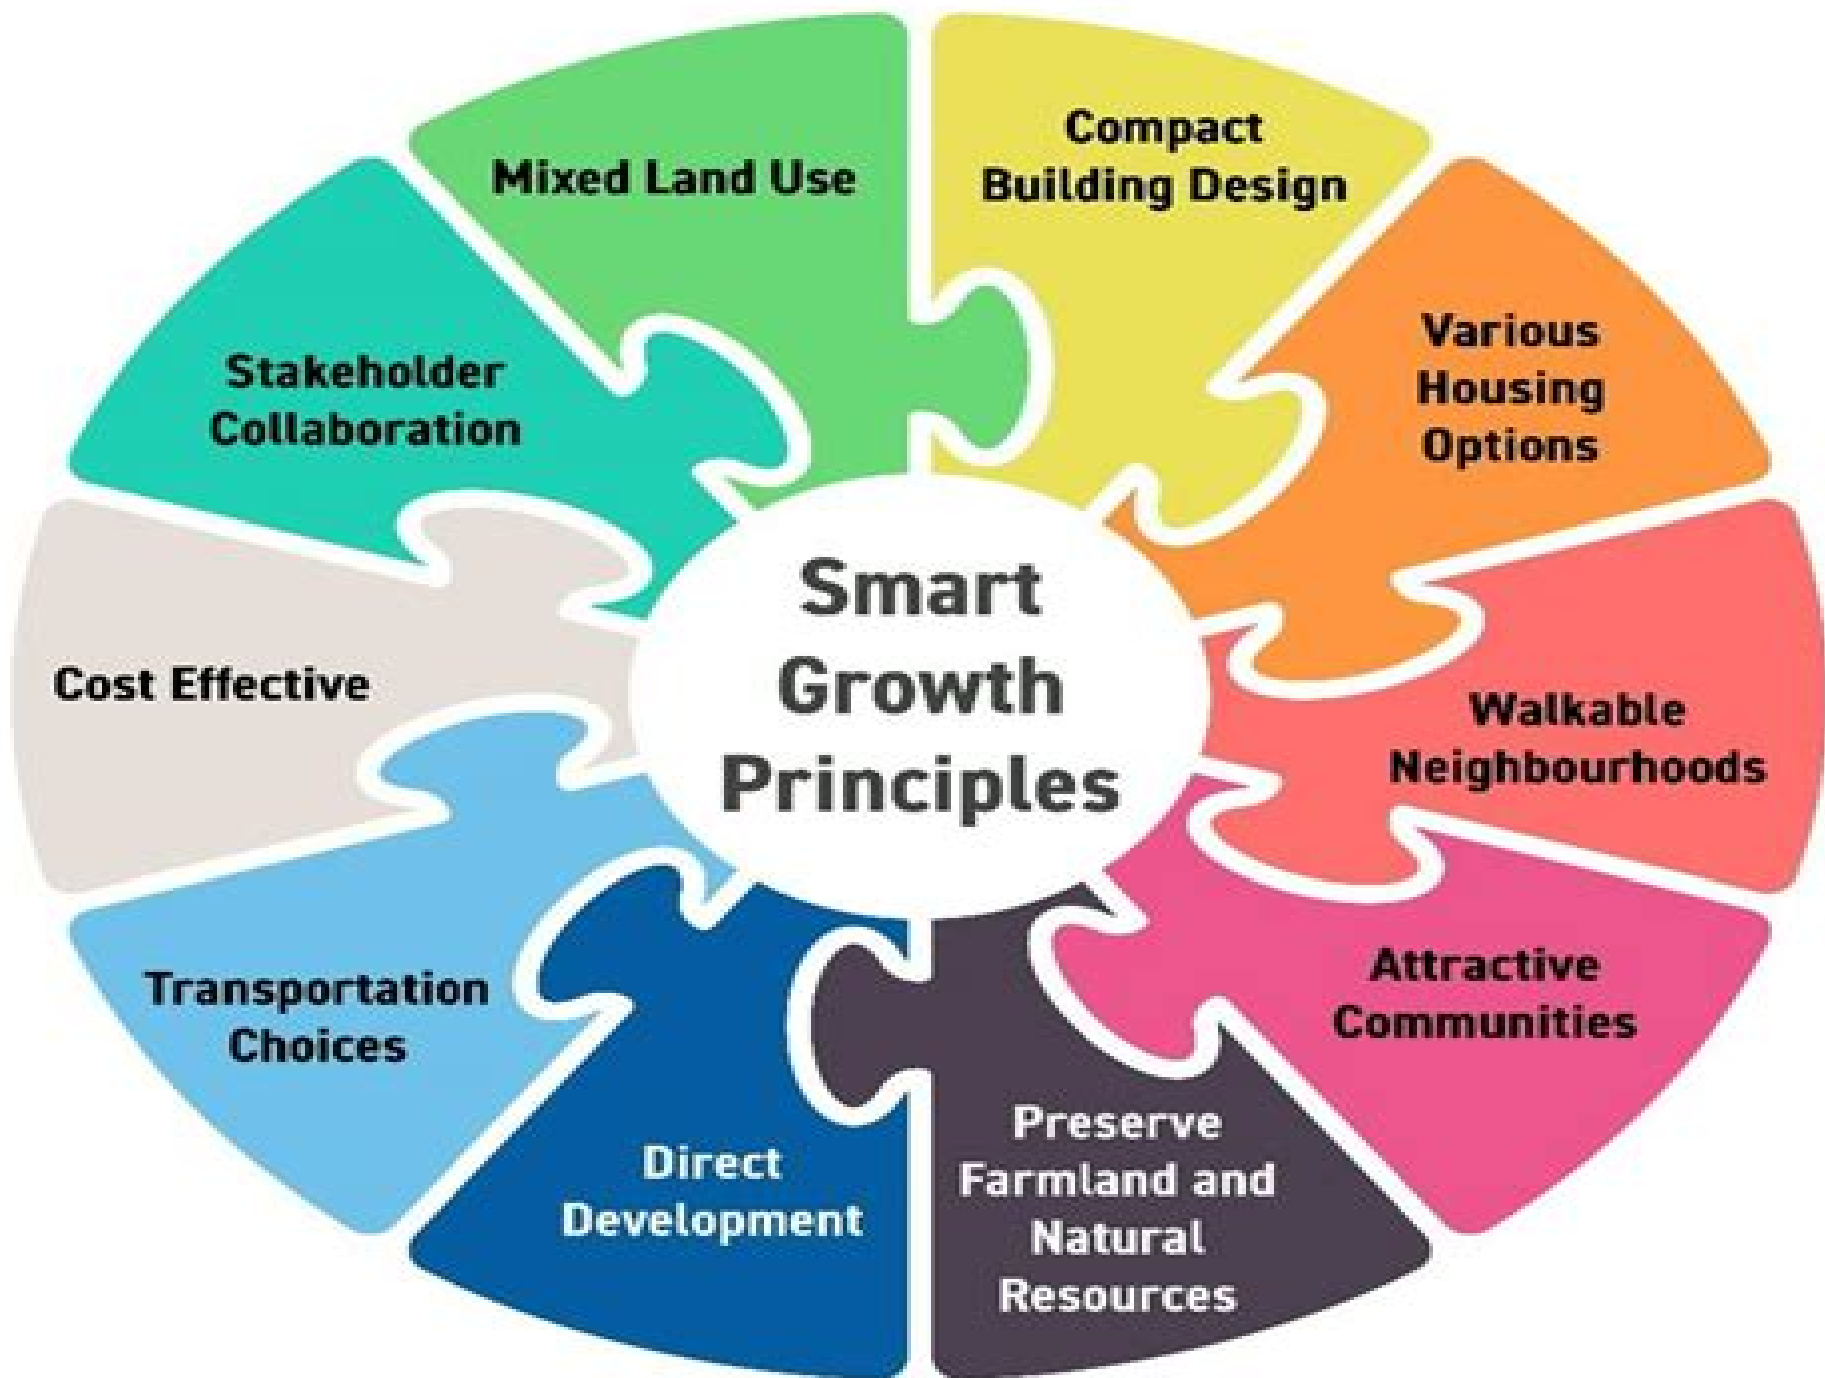 Mixed Land Use
Compact
Building Design
Various
Housing
Options
Walkable
Neighbourhoods
Attractive
Communities
Preserve
Farmland and
Natural
Resources
Direct
Development
Transportation
Choices
Cost Effective
Stakeholder
Collaboration
Smart
Growth
Principles